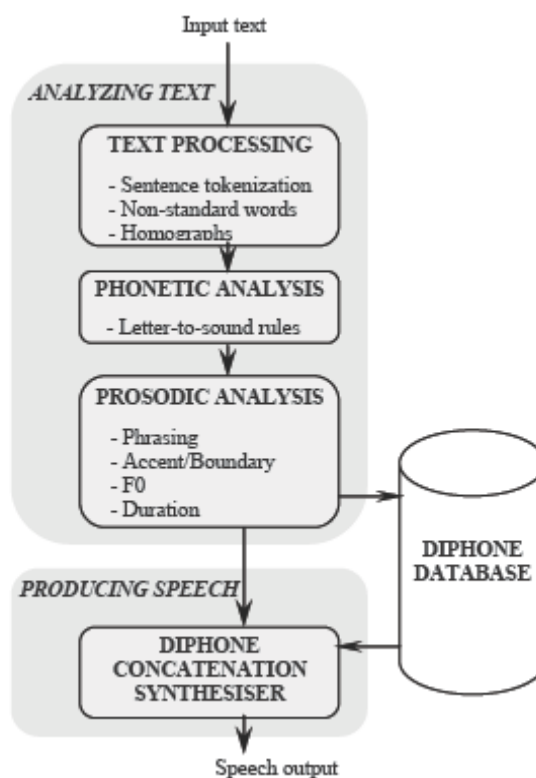 Input text
ANALYZING TEXT
TEXT PROCESSING
- Sentence tokenization
- Non-standard words
- Homographs
PHONETIC ANALYSIS
- Letter-to-sound rules
PROSODIC ANALYSIS
- Phrasing
- Accent/Boundary
- F0
- Duration
DIPHONE
DATABASE
PRODUCING SPEECH
DIPHONE
CONCATENATION
SYNTHESISER
Speech output